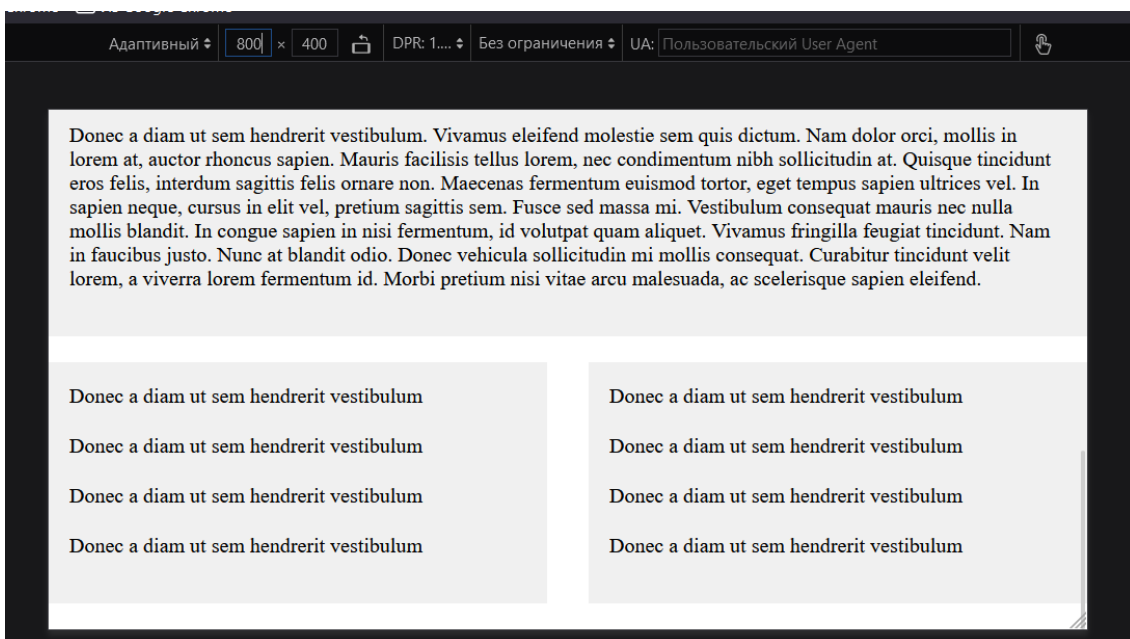 Адаптивный 800 × 400 DPR: 1.... Без ограничения UA: Пользовательский User Agent
Donec a diam ut sem hendrerit vestibulum. Vivamus eleifend molestie sem quis dictum. Nam dolor orci, mollis in
lorem at, auctor rhoncus sapien. Mauris facilisis tellus lorem, nec condimentum nibh sollicitudin at. Quisque tincidunt
eros felis, interdum sagittis felis ornare non. Maecenas fermentum euismod tortor, eget tempus sapien ultrices vel. In
sapien neque, cursus in elit vel, pretium sagittis sem. Fusce sed massa mi. Vestibulum consequat mauris nec nulla
mollis blandit. In congue sapien in nisi fermentum, id volutpat quam aliquet. Vivamus fringilla feugiat tincidunt. Nam
in faucibus justo. Nunc at blandit odio. Donec vehicula sollicitudin mi mollis consequat. Curabitur tincidunt velit
lorem, a viverra lorem fermentum id. Morbi pretium nisi vitae arcu malesuada, ac scelerisque sapien eleifend.
Donec a diam ut sem hendrerit vestibulum
Donec a diam ut sem hendrerit vestibulum
Donec a diam ut sem hendrerit vestibulum
Donec a diam ut sem hendrerit vestibulum
Donec a diam ut sem hendrerit vestibulum
Donec a diam ut sem hendrerit vestibulum
Donec a diam ut sem hendrerit vestibulum
Donec a diam ut sem hendrerit vestibulum